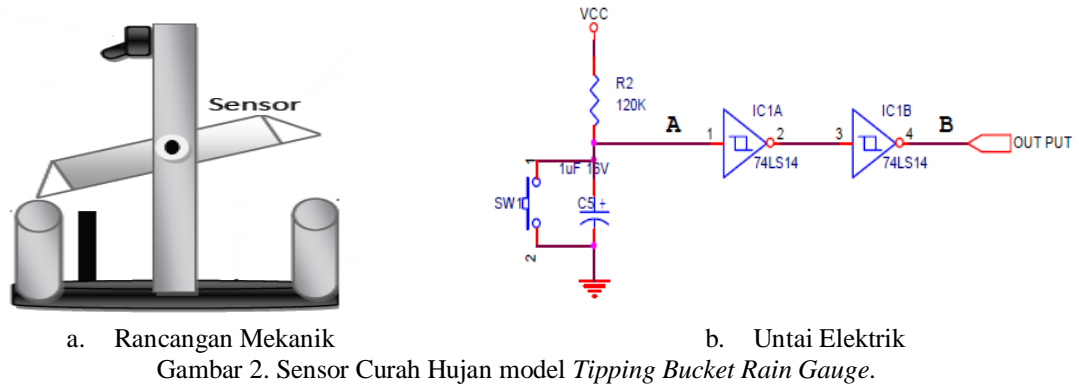 Sensor
VCC
R2
120K
A
B
IC1A
IC1B
1
2
3
4
OUT PUT
74LS14
74LS14
1
1uF 16V
SW1
C5 +
2
a. Rancangan Mekanik
b. Untai Elektrik
Gambar 2. Sensor Curah Hujan model Tipping Bucket Rain Gauge.